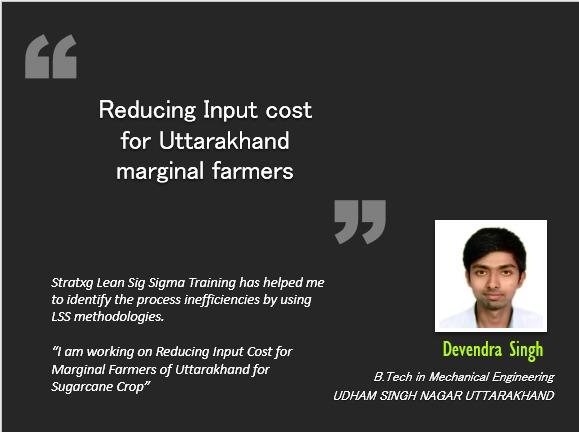 “
Reducing Input cost
for Uttarakhand
marginal farmers
”
Stratxg Lean Sig Sigma Training has helped me
to identify the process inefficiencies by using
LSS methodologies.
“I am working on Reducing Input Cost for
Marginal Farmers of Uttarakhand for
Sugarcane Crop”
Devendra Singh
B.Tech in Mechanical Engineering
UDHAM SINGH NAGAR UTTARAKHAND